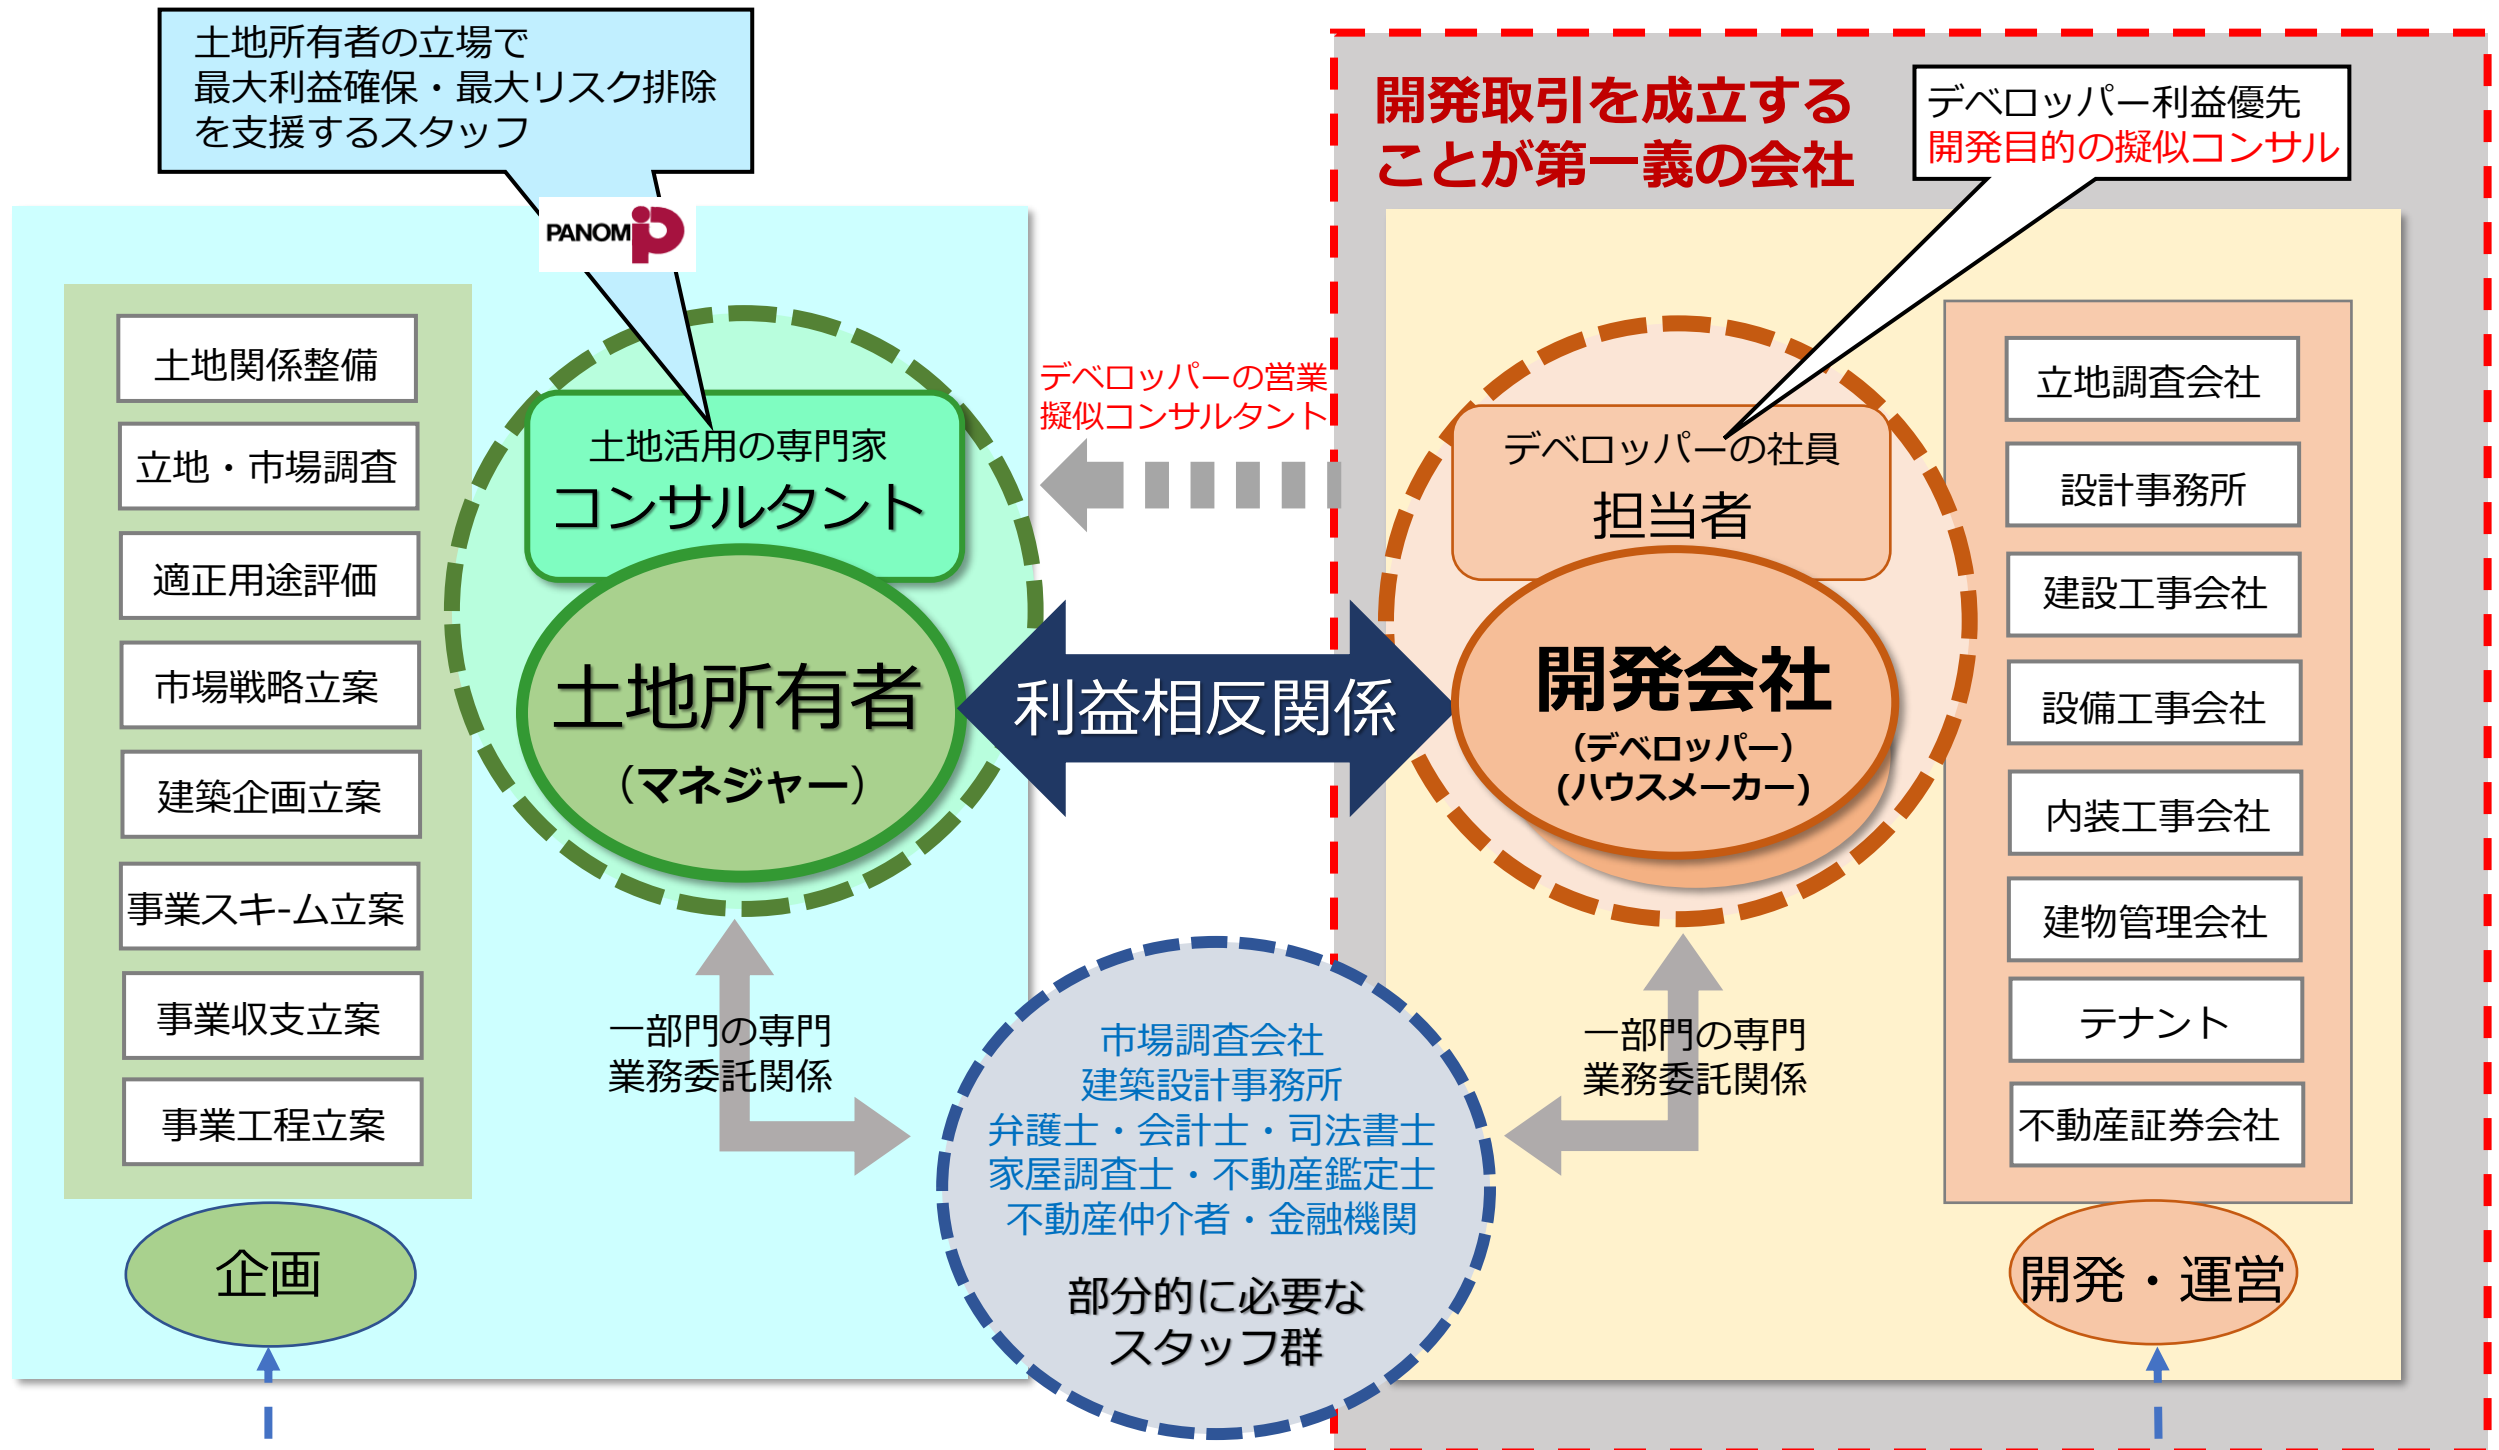 土地所有者の立場で
最大利益確保・最大リスク排除
を支援するスタッフ
PANOM
土地関係整備
立地・市場調査
適正用途評価
市場戦略立案
建築企画立案
事業スキ-ム立案
事業収支立案
事業工程立案
企画
土地活用の専門家
コンサルタント
土地所有者
（マネジャー）
一部門の専門
業務委託関係
デベロッパーの営業
擬似コンサルタント
利益相反関係
市場調査会社
建築設計事務所
弁護士・会計士・司法書士
家屋調査士・不動産鑑定士
不動産仲介者・金融機関
部分的に必要な
スタッフ群
開発取引を成立する
ことが第一義の会社
デベロッパー利益優先
開発目的の擬似コンサル
デベロッパーの社員
担当者
開発会社
（デベロッパー）
(ハウスメーカー)
一部門の専門
業務委託関係
立地調査会社
設計事務所
建設工事会社
設備工事会社
内装工事会社
建物管理会社
テナント
不動産証券会社
開発・運営